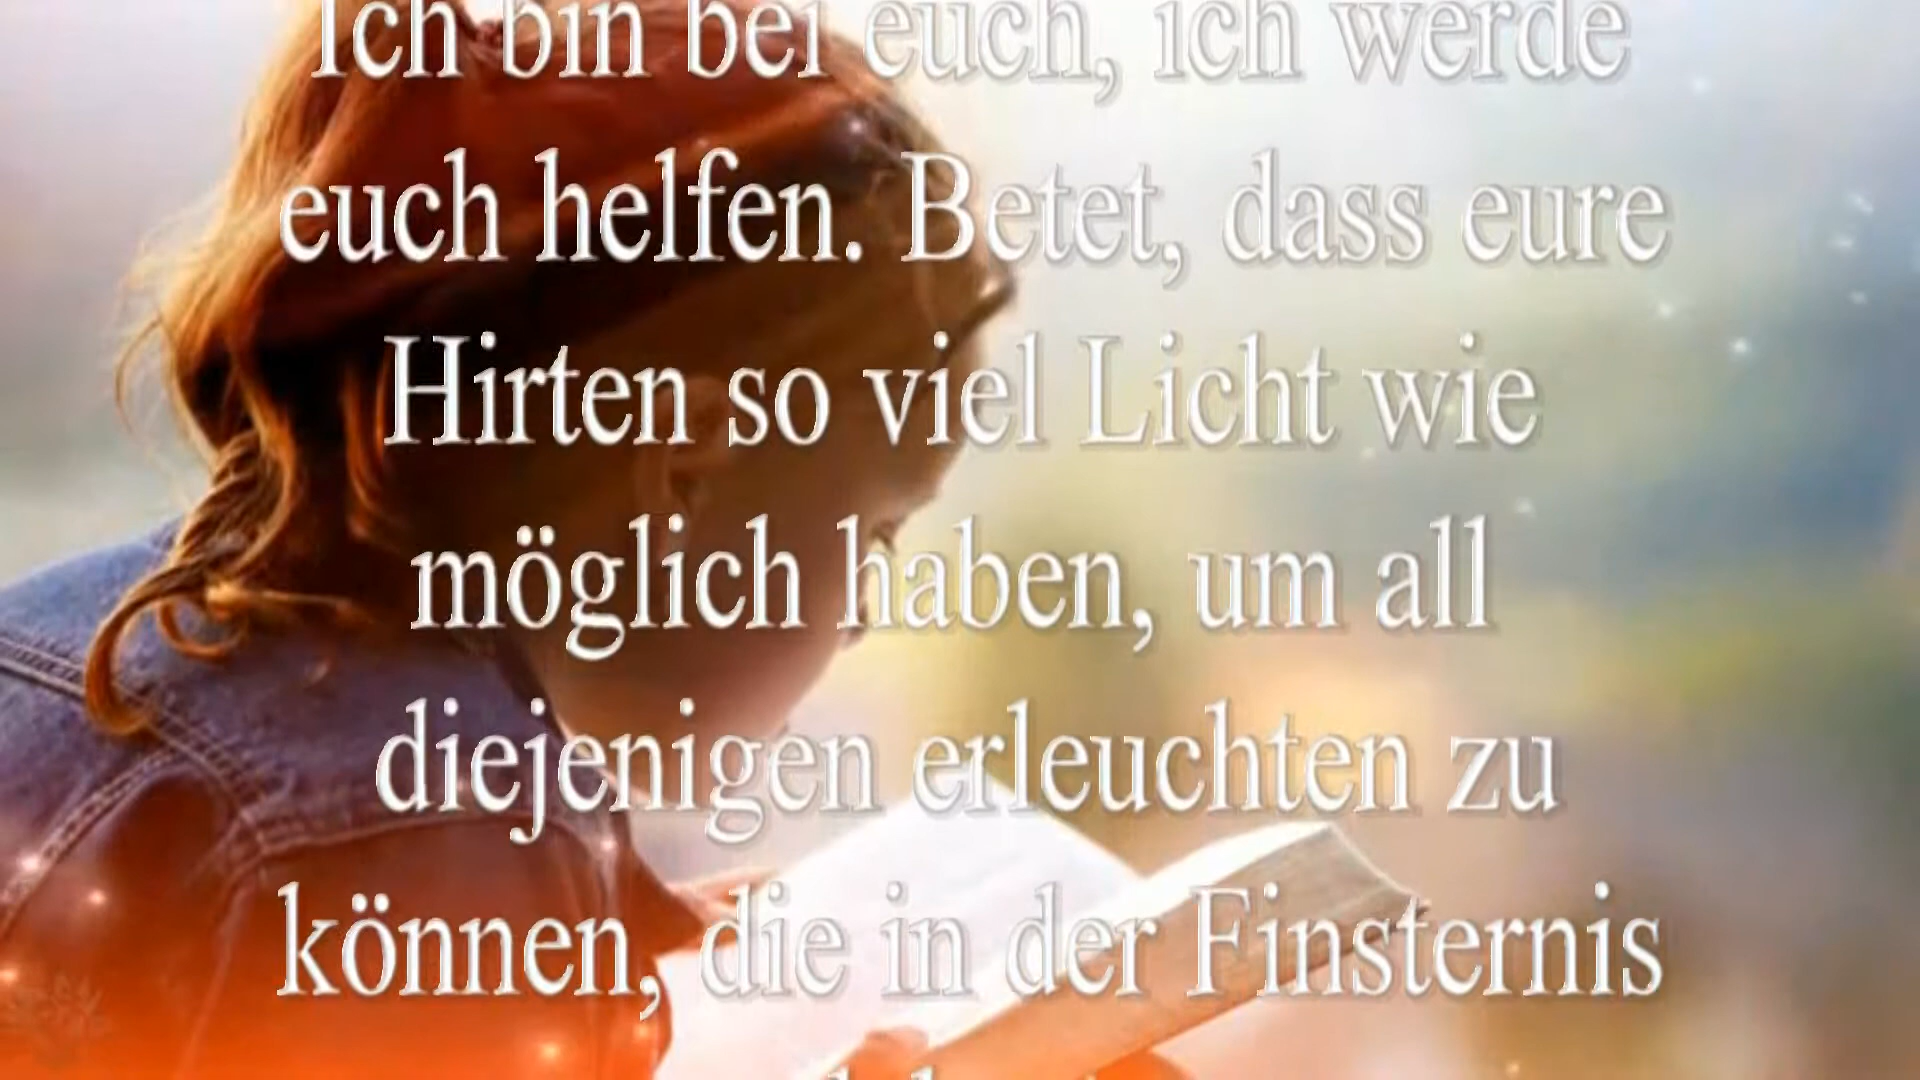 Ich bin bei euch, ich werde
euch helfen. Betet, dass eure
Hirten so viel Licht wie
möglich haben, um all
diejenigen erleuchten zu
können, die in der Finsternis